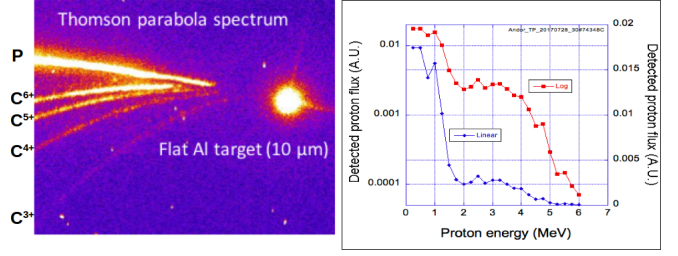 Thomson parabola spectrum
P
C6+
C5+
C4+
C3+
Flat Al target (10 μm)
Andor_TP_20170728_30#74348C
Detected proton flux (A.U.)
0.01
0.001
0.0001
Log
Linear
0.02
0.015
0.01
0.005
0
Detected proton flux (A.U.)
0 1 2 3 4 5 6 7
Proton energy (MeV)